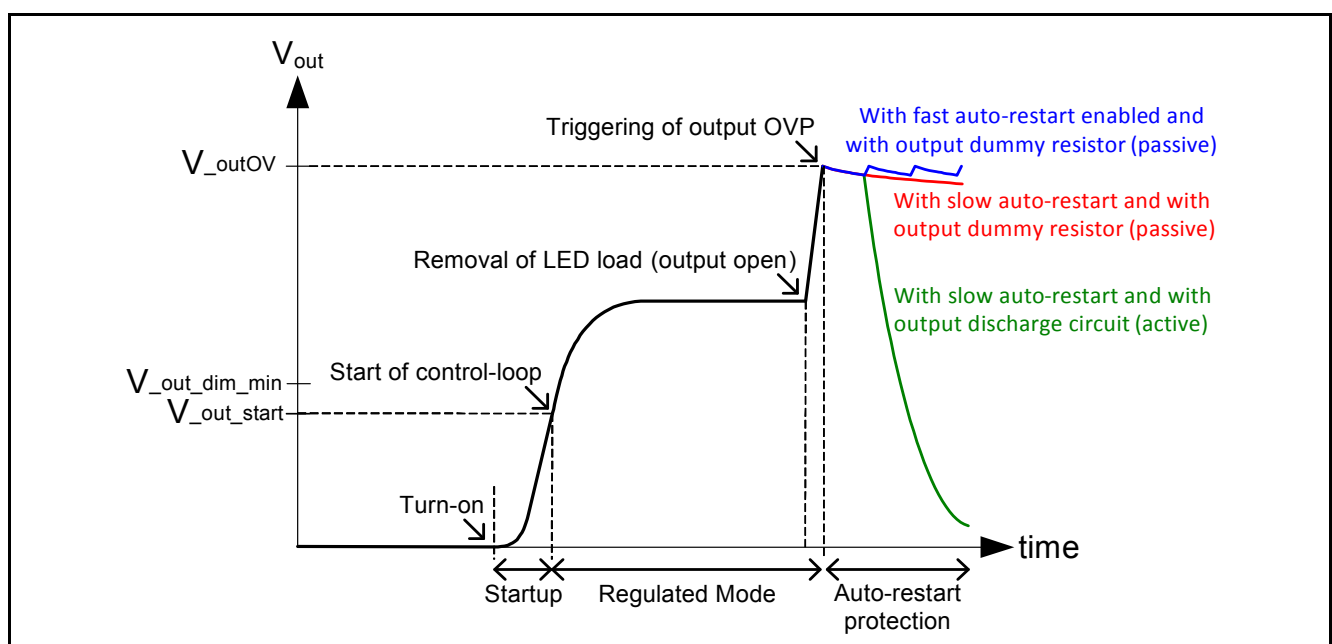 V_out
Triggering of output OVP
With fast auto-restart enabled and
with output dummy resistor (passive)
V_outOV
With slow auto-restart and with
output dummy resistor (passive)
Removal of LED load (output open)
With slow auto-restart and with
output discharge circuit (active)
Start of control-loop
V_out_dim_min
V_out_start
Turn-on
time
Startup
Regulated Mode
Auto-restart
protection